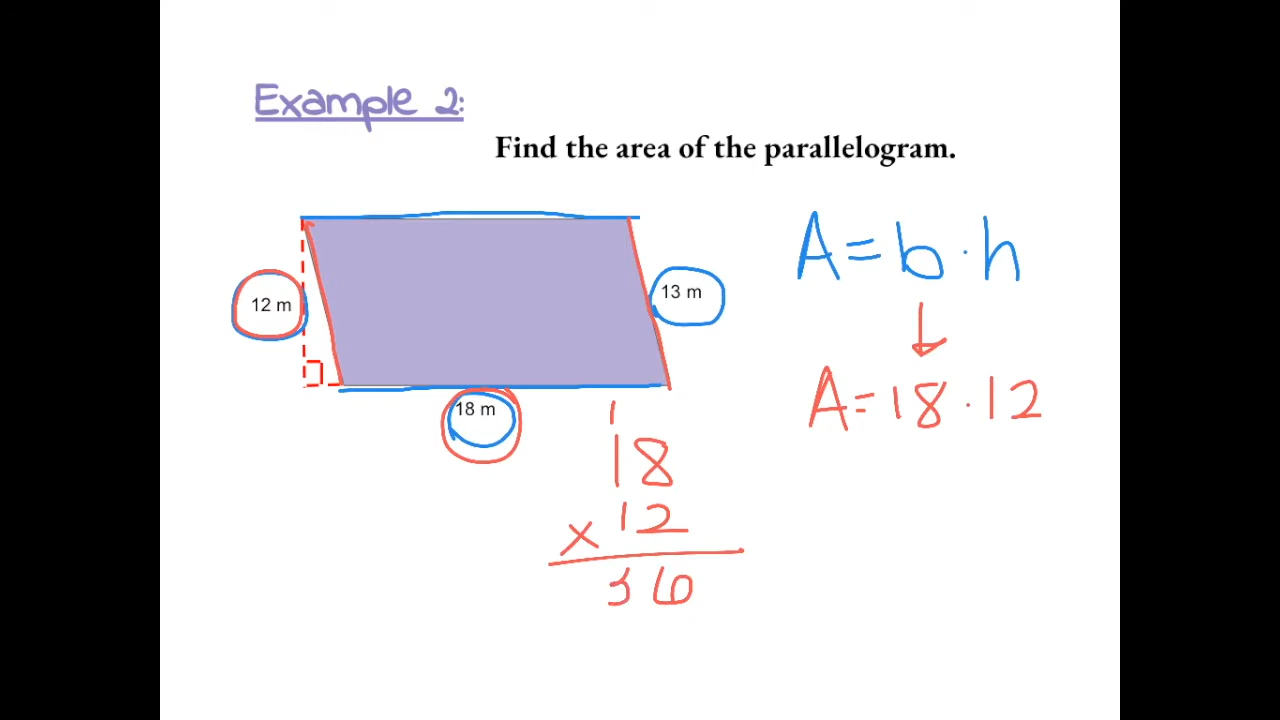 Example 2:
Find the area of the parallelogram.
A = b · h
12 m
13 m
A = 18 · 12
18 m
1
18
x 12
36